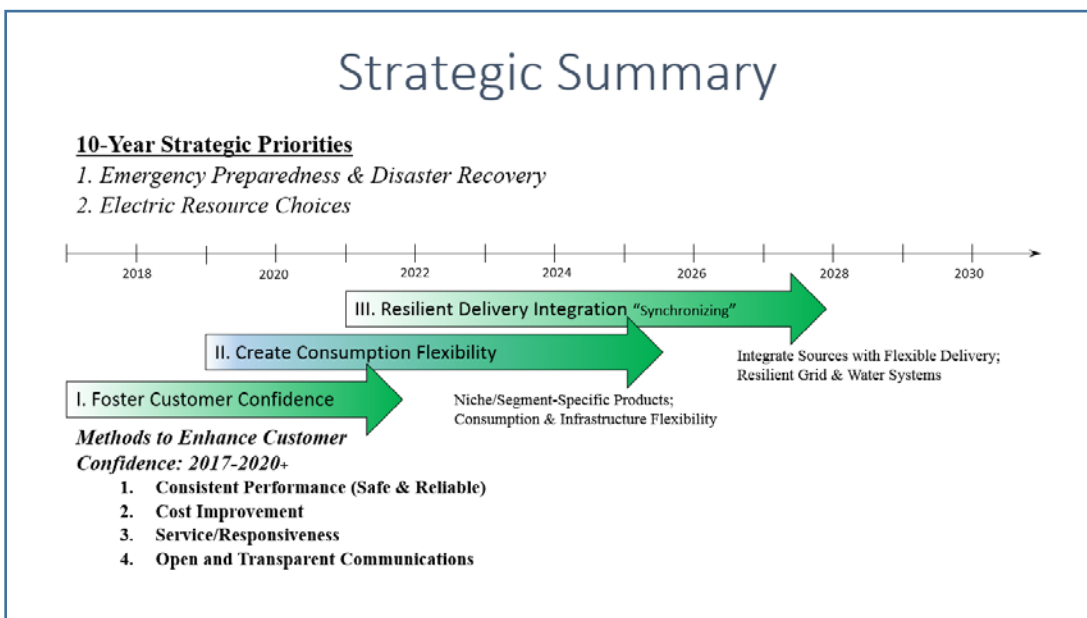 Strategic Summary
10-Year Strategic Priorities
1. Emergency Preparedness & Disaster Recovery
2. Electric Resource Choices
2018 2020 2022 2024 2026 2028 2030
III. Resilient Delivery Integration "Synchronizing"
II. Create Consumption Flexibility
Integrate Sources with Flexible Delivery;
Resilient Grid & Water Systems
I. Foster Customer Confidence
Niche/Segment-Specific Products;
Consumption & Infrastructure Flexibility
Methods to Enhance Customer
Confidence: 2017-2020+
1. Consistent Performance (Safe & Reliable)
2. Cost Improvement
3. Service/Responsiveness
4. Open and Transparent Communications